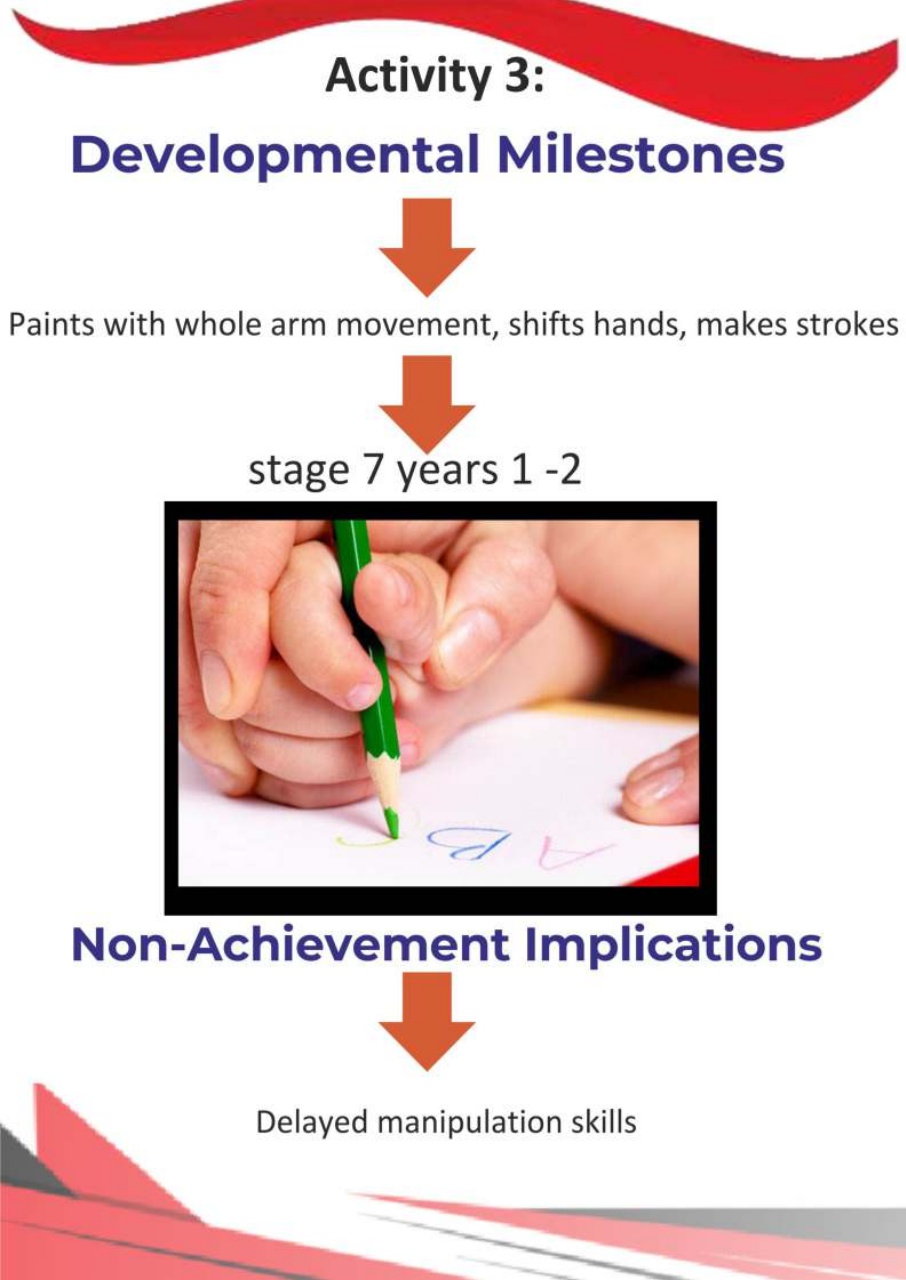 Activity 3:
Developmental Milestones
Paints with whole arm movement, shifts hands, makes strokes
stage 7 years 1 -2
A B C
Non-Achievement Implications
Delayed manipulation skills